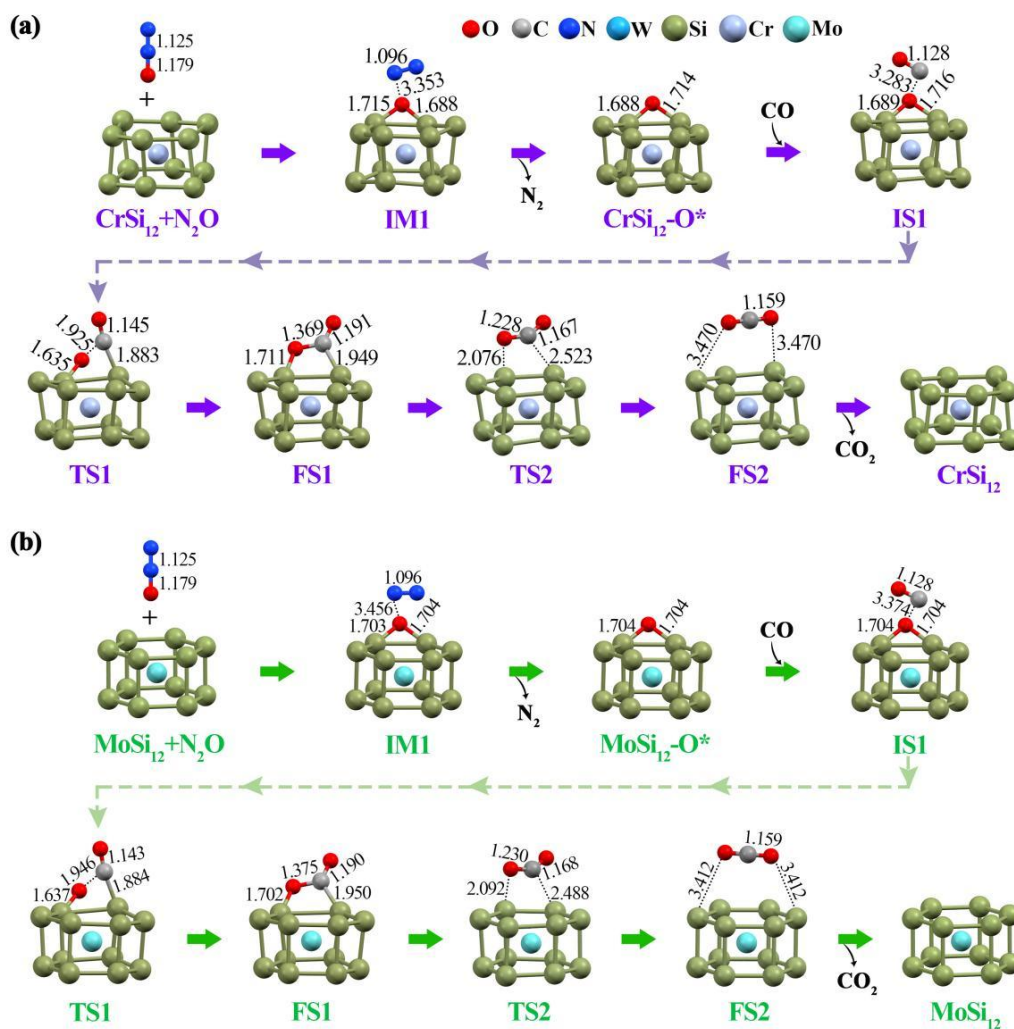 (a)
O C N W Si Cr Mo
1.125
1.179
+
CrSi₁₂+N₂O
1.096
3.353
1.715 1.688
IM1
N₂
1.688 1.714
CrSi₁₂-O*
CO
1.128
3.283
1.689 1.716
IS1
1.925 1.145
1.635 1.883
TS1
1.369 1.191
1.711 1.949
FS1
1.228 1.167
2.076 2.523
TS2
1.159
3.470 3.470
FS2
CO₂
CrSi₁₂
(b)
1.125
1.179
+
MoSi₁₂+N₂O
1.096
3.456
1.703 1.704
IM1
N₂
1.704 1.704
MoSi₁₂-O*
CO
1.128
3.374
1.704 1.704
IS1
1.946 1.143
1.637 1.884
TS1
1.375 1.190
1.702 1.950
FS1
1.230 1.168
2.092 2.488
TS2
1.159
3.412 3.412
FS2
CO₂
MoSi₁₂